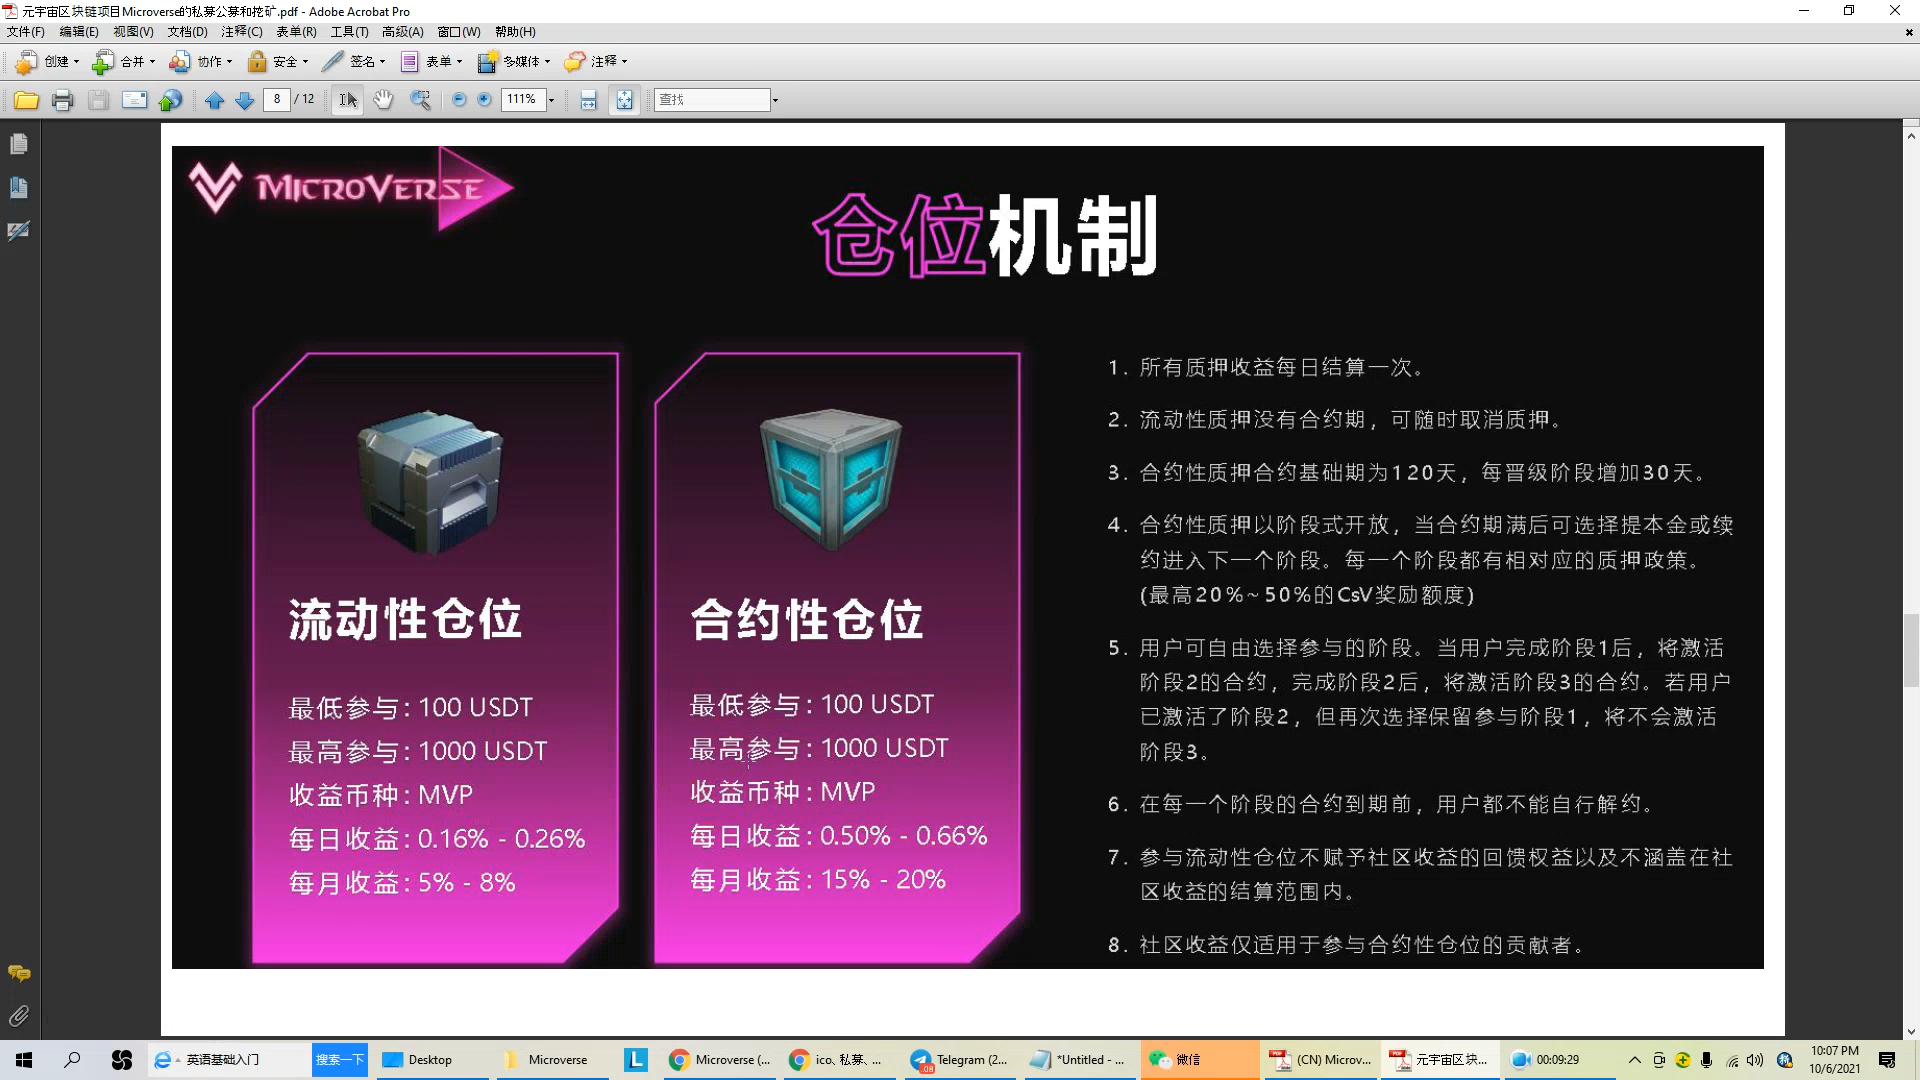 元宇宙区块链项目Microverse的私募公募和挖矿.pdf - Adobe Acrobat Pro
文件(F) 编辑(E) 视图(V) 文档(D) 注释(C) 表单(R) 工具(T) 高级(A) 窗口(W) 帮助(H)
创建 合并 协作 安全 签名 表单 多媒体 注释
8 / 12 111% 查找
MICROVERSE
仓位机制
流动性仓位
最低参与: 100 USDT
最高参与: 1000 USDT
收益币种: MVP
每日收益: 0.16% - 0.26%
每月收益: 5% - 8%
合约性仓位
最低参与: 100 USDT
最高参与: 1000 USDT
收益币种: MVP
每日收益: 0.50% - 0.66%
每月收益: 15% - 20%
1. 所有质押收益每日结算一次。
2. 流动性质押没有合约期，可随时取消质押。
3. 合约性质押合约基础期为120天，每晋级阶段增加30天。
4. 合约性质押以阶段式开放，当合约期满后可选择提本金或续
约进入下一个阶段。每一个阶段都有相对应的质押政策。
(最高20%~50%的CsV奖励额度)
5. 用户可自由选择参与的阶段。当用户完成阶段1后，将激活
阶段2的合约，完成阶段2后，将激活阶段3的合约。若用户
已激活了阶段2，但再次选择保留参与阶段1，将不会激活
阶段3。
6. 在每一个阶段的合约到期前，用户都不能自行解约。
7. 参与流动性仓位不赋予社区收益的回馈权益以及不涵盖在社
区收益的结算范围内。
8. 社区收益仅适用于参与合约性仓位的贡献者。
英语基础入门 搜索一下 Desktop Microverse L Microverse (... ico、私募、... Telegram (2... *Untitled - ... 微信 (CN) Microv... 元宇宙区块... 00:09:29
10:07 PM
10/6/2021